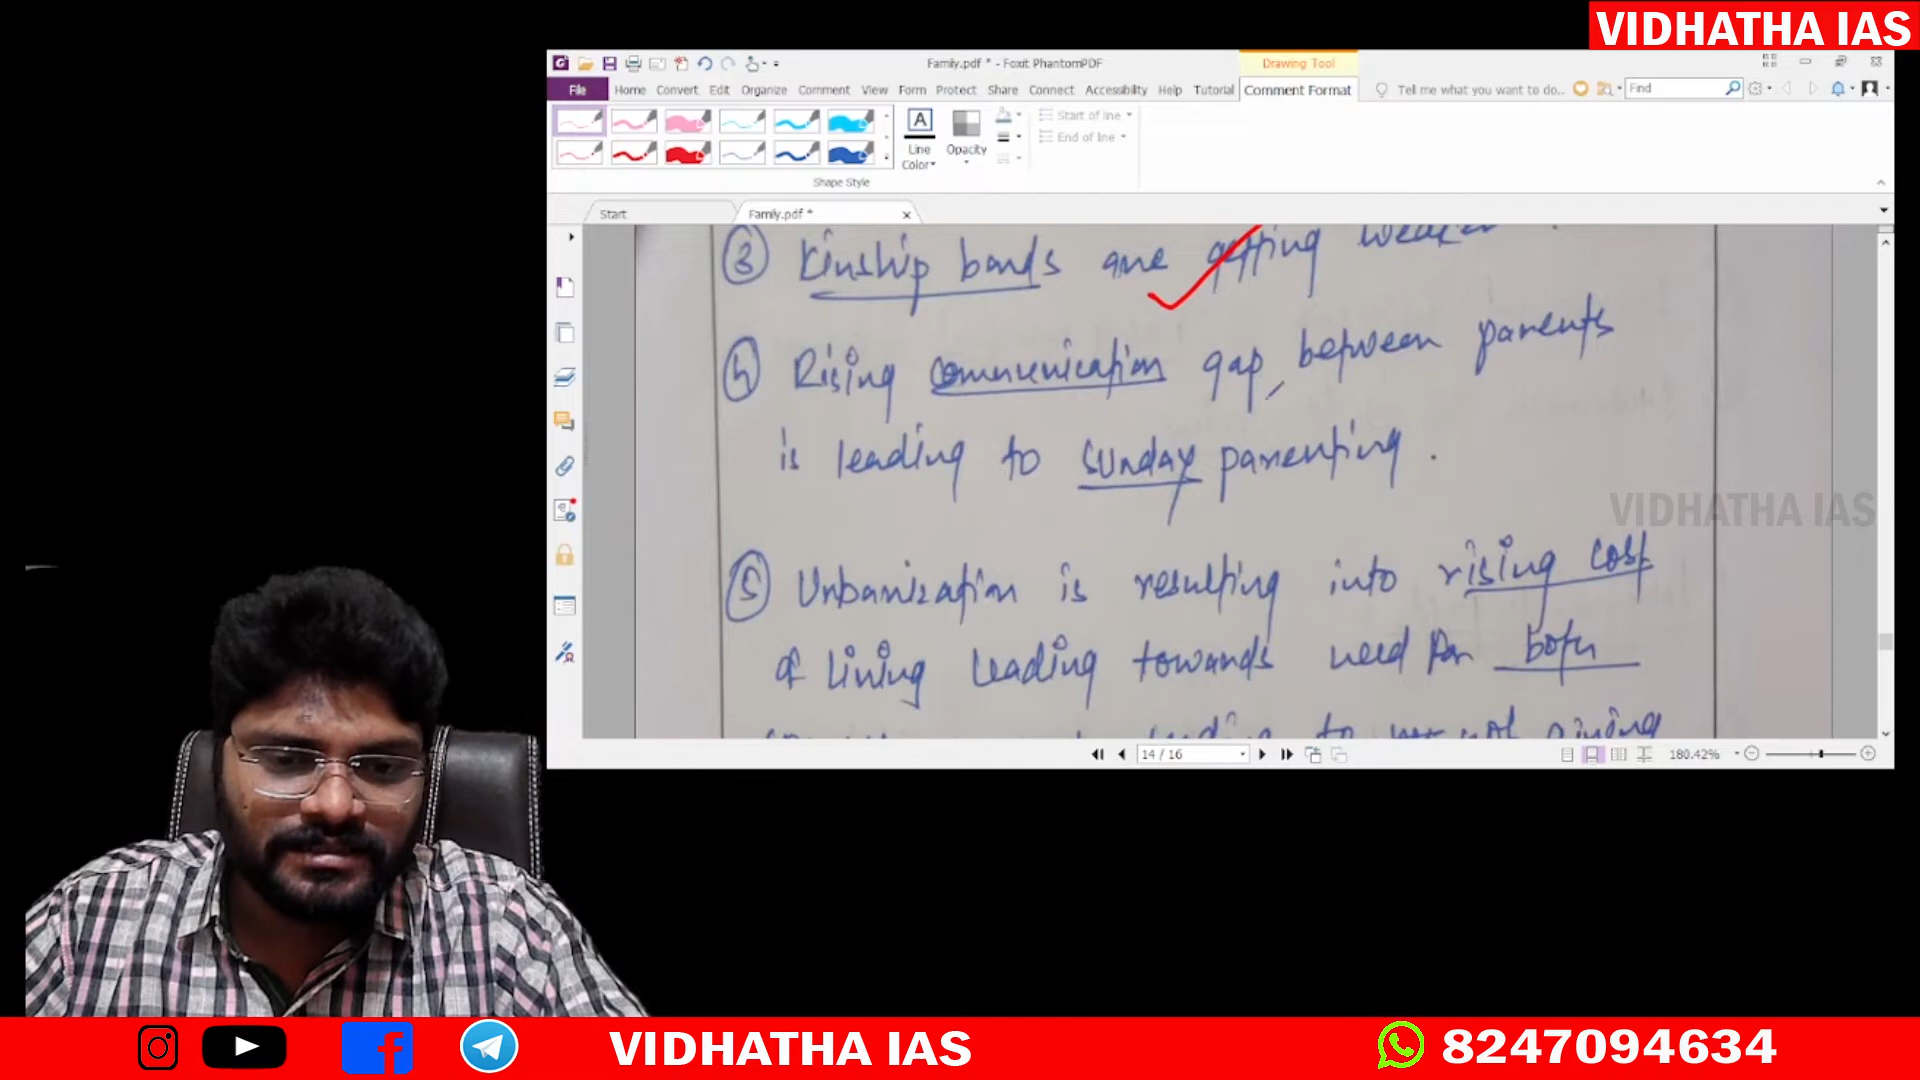 VIDHATHA IAS
Family.pdf * - Foxit PhantomPDF
Drawing Tool
File Home Convert Edit Organize Comment View Form Protect Share Connect Accessibility Help Tutorial Comment Format Tell me what you want to do.. Find
Start of line
End of line
Line Color
Opacity
Shape Style
Start
Family.pdf *
3 Kinship bonds are getting weaker
4 Rising communication gap, between parents
is leading to sunday parenting.
VIDHATHA IAS
5 Urbanization is resulting into rising cost
of living leading towards need for both
to not giving
14 / 16
180.42%
VIDHATHA IAS
8247094634